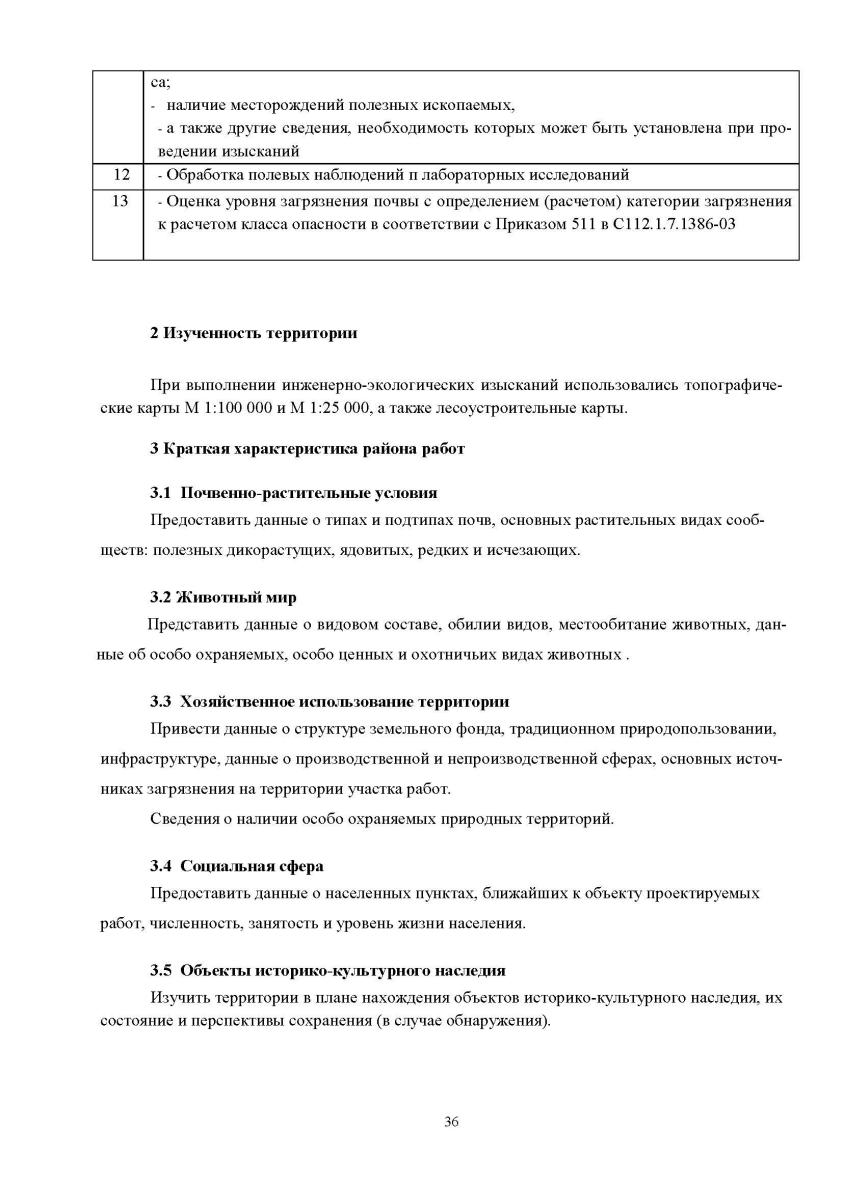 са;
- наличие месторождений полезных ископаемых,
- а также другие сведения, необходимость которых может быть установлена при про-
ведении изысканий
12 - Обработка полевых наблюдений п лабораторных исследований
13 - Оценка уровня загрязнения почвы с определением (расчетом) категории загрязнения
к расчетом класса опасности в соответствии с Приказом 511 в С112.1.7.1386-03
2 Изученность территории
При выполнении инженерно-экологических изысканий использовались топографиче-
ские карты М 1:100 000 и М 1:25 000, а также лесоустроительные карты.
3 Краткая характеристика района работ
3.1 Почвенно-растительные условия
Предоставить данные о типах и подтипах почв, основных растительных видах сооб-
ществ: полезных дикорастущих, ядовитых, редких и исчезающих.
3.2 Животный мир
Представить данные о видовом составе, обилии видов, местообитание животных, дан-
ные об особо охраняемых, особо ценных и охотничьих видах животных .
3.3 Хозяйственное использование территории
Привести данные о структуре земельного фонда, традиционном природопользовании,
инфраструктуре, данные о производственной и непроизводственной сферах, основных источ-
никах загрязнения на территории участка работ.
Сведения о наличии особо охраняемых природных территорий.
3.4 Социальная сфера
Предоставить данные о населенных пунктах, ближайших к объекту проектируемых
работ, численность, занятость и уровень жизни населения.
3.5 Объекты историко-культурного наследия
Изучить территории в плане нахождения объектов историко-культурного наследия, их
состояние и перспективы сохранения (в случае обнаружения).
36